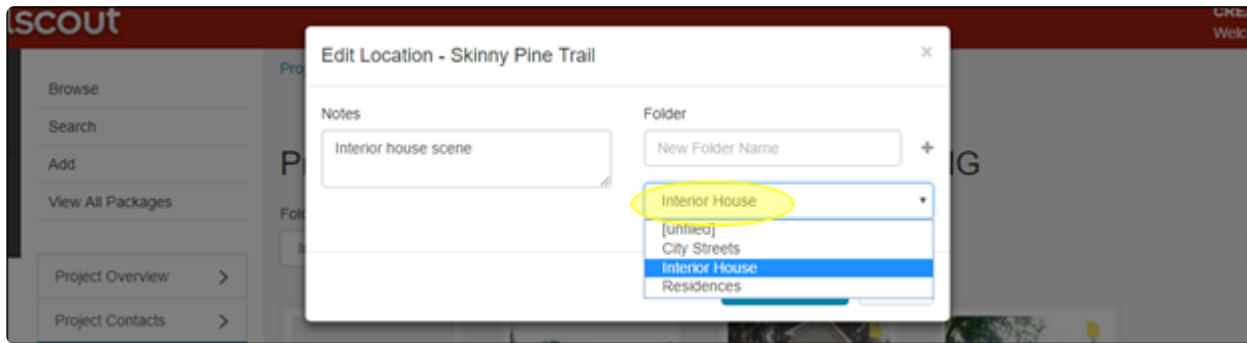 scout
Edit Location - Skinny Pine Trail
×
Browse
Search
Add
View All Packages
Project Overview
Project Contacts
Notes
Interior house scene
Folder
New Folder Name
+
Interior House
[unfiled]
City Streets
Interior House
Residences